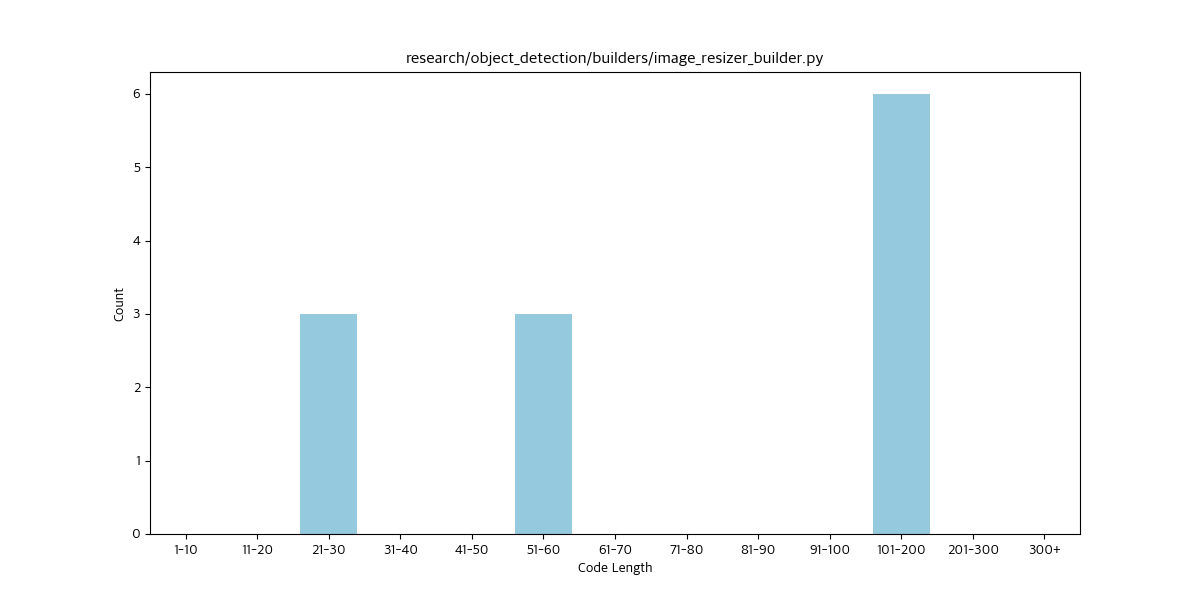 research/object_detection/builders/image_resizer_builder.py
6
5
4
3
2
1
0
Count
1-10 11-20 21-30 31-40 41-50 51-60 61-70 71-80 81-90 91-100 101-200 201-300 300+
Code Length